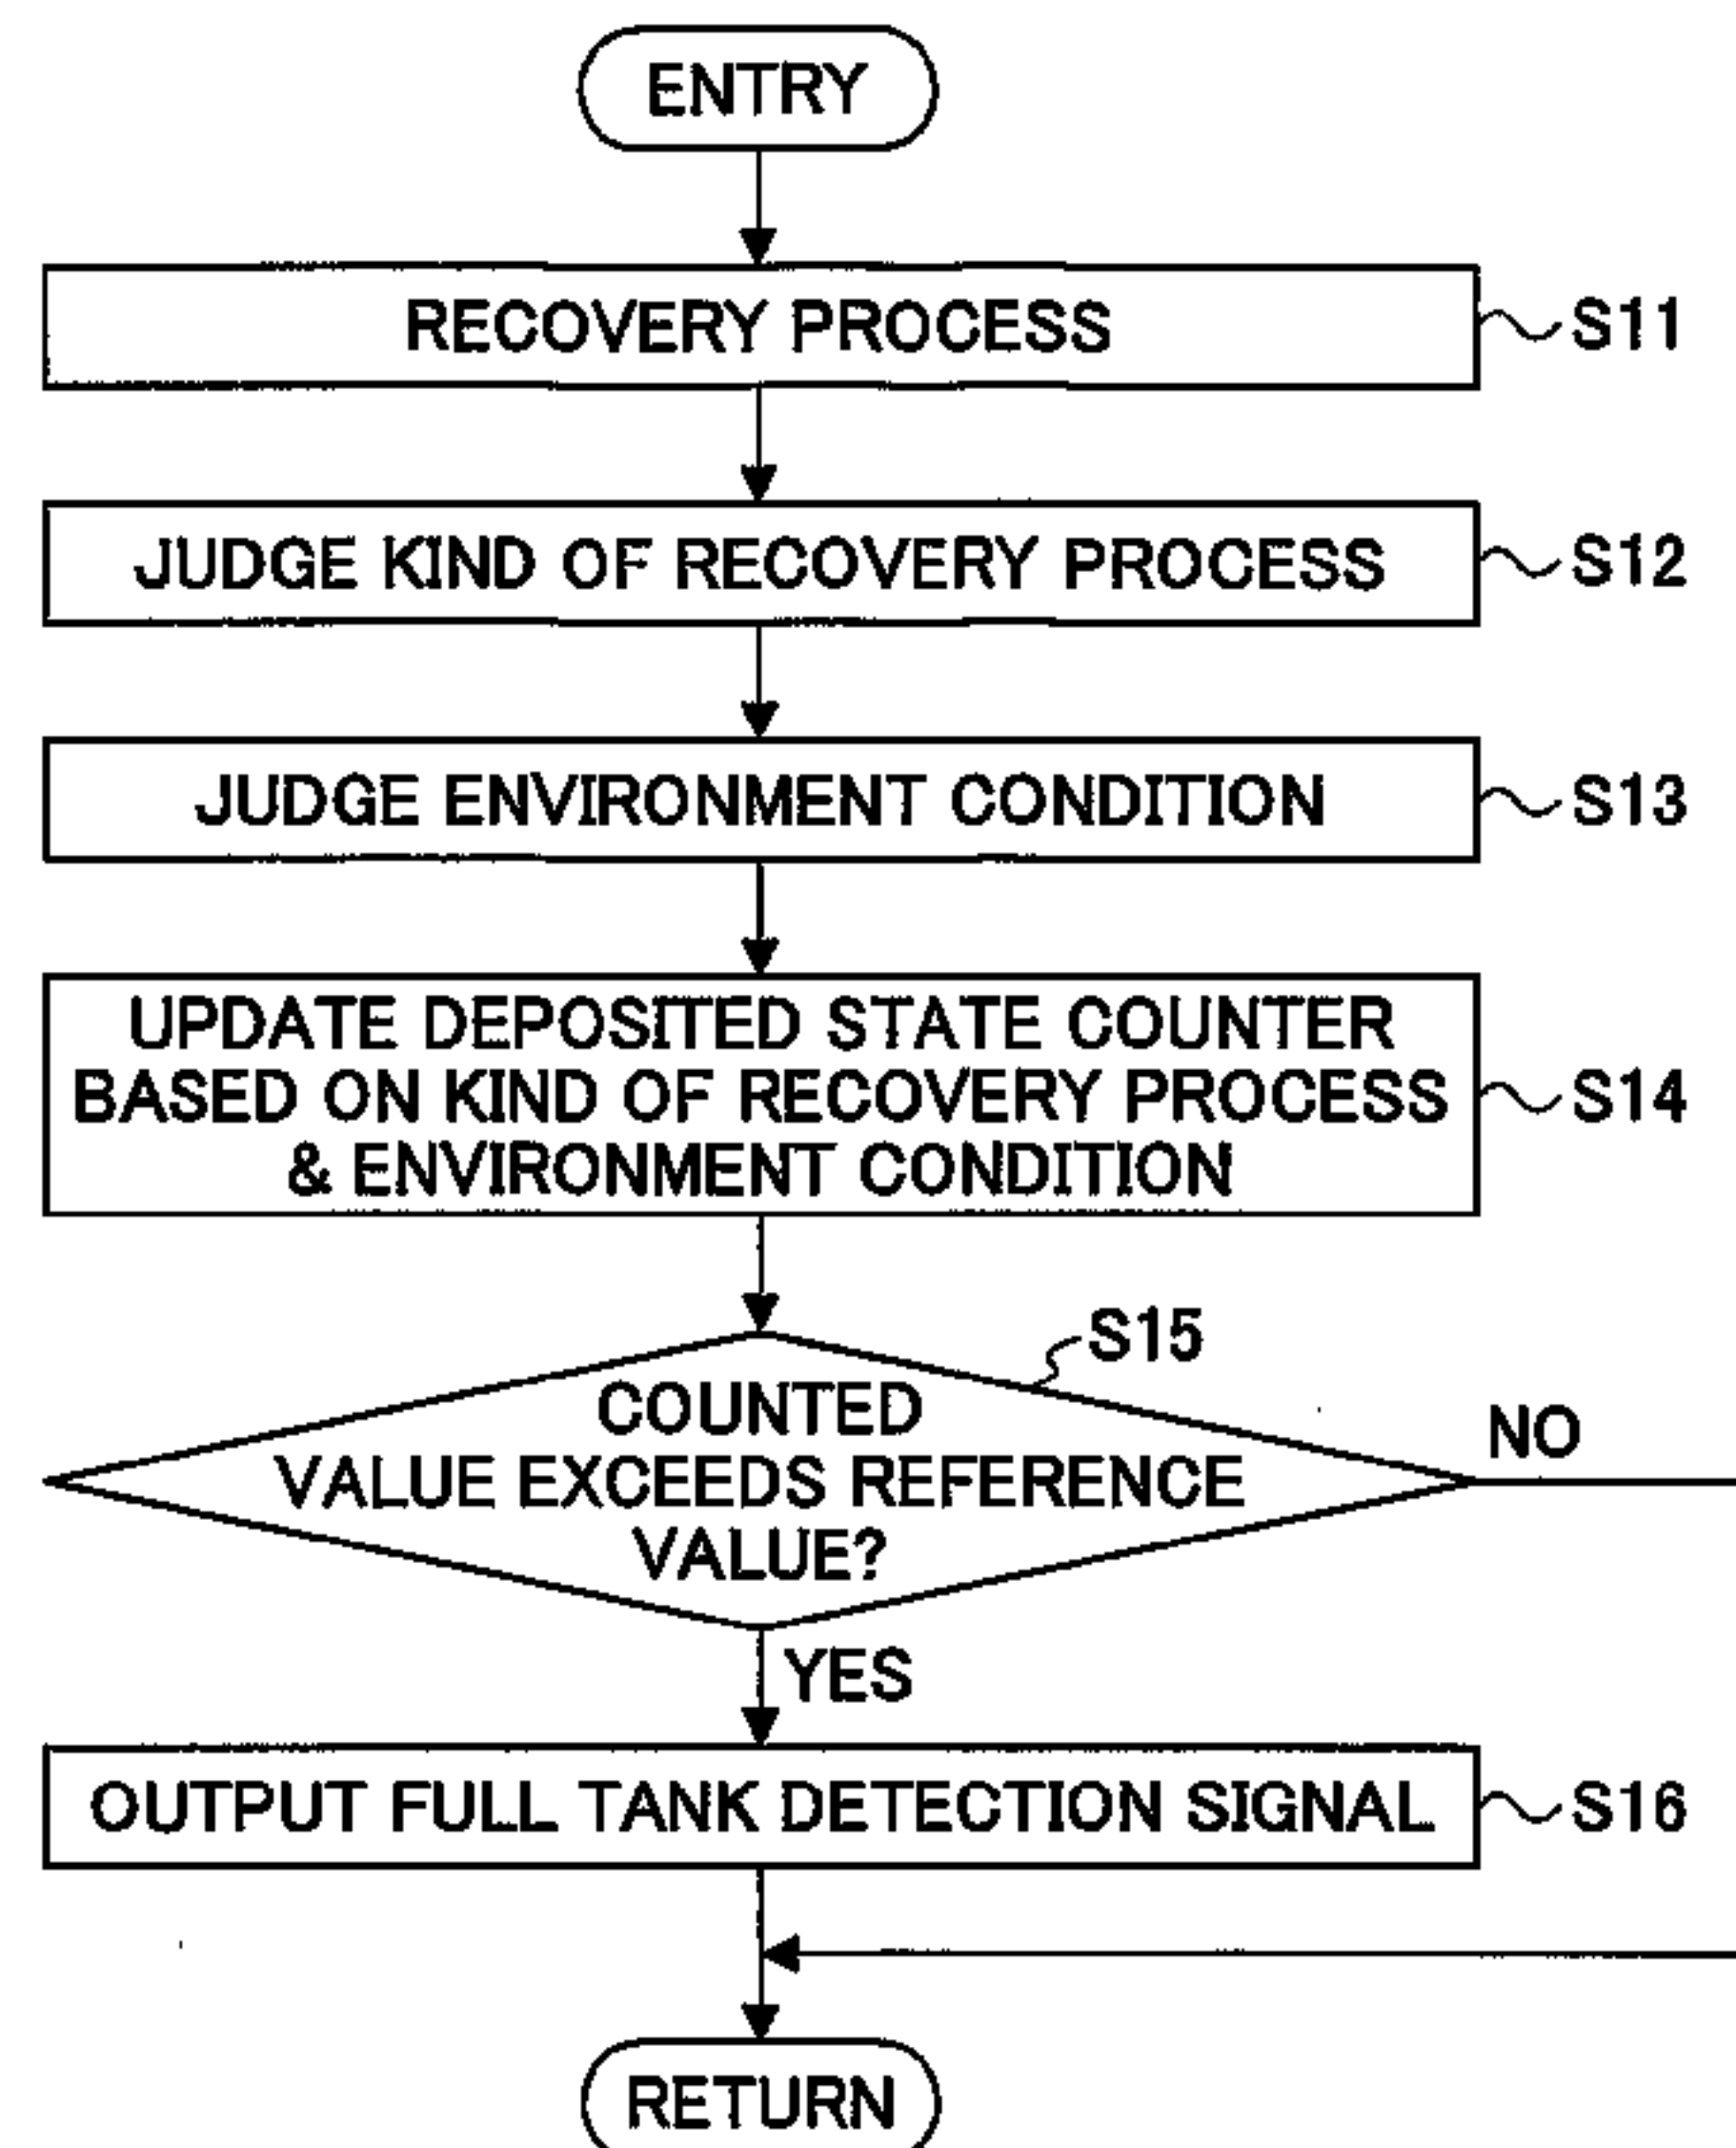 ENTRY
RECOVERY PROCESS
S11
JUDGE KIND OF RECOVERY PROCESS
S12
JUDGE ENVIRONMENT CONDITION
S13
UPDATE DEPOSITED STATE COUNTER
BASED ON KIND OF RECOVERY PROCESS
& ENVIRONMENT CONDITION
S14
S15
COUNTED
VALUE EXCEEDS REFERENCE
VALUE?
NO
YES
OUTPUT FULL TANK DETECTION SIGNAL
S16
RETURN